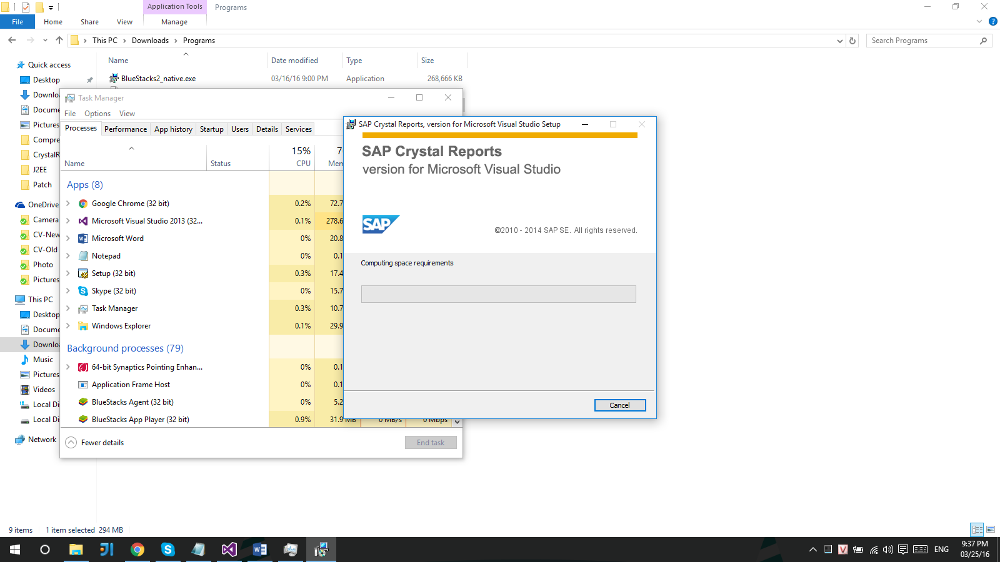 Application Tools
Programs
File
Home
Share
View
Manage
This PC > Downloads > Programs
Search Programs
Quick access
Desktop
Downlo
Docume
Pictures
Compre
CrystalR
J2EE
Patch
OneDrive
Camera
CV-New
CV-Old
Photo
Pictures
This PC
Desktop
Docume
Downlo
Music
Pictures
Videos
Local Di
Local Di
Network
Name
Date modified
Type
Size
BlueStacks2_native.exe
03/16/16 9:00 PM
Application
268,666 KB
Task Manager
File Options View
Processes Performance App history Startup Users Details Services
15% 7
Name Status CPU Mem
Apps (8)
Google Chrome (32 bit) 0.2% 72.7
Microsoft Visual Studio 2013 (32... 0.1% 278.6
Microsoft Word 0% 20.8
Notepad 0% 0.1
Setup (32 bit) 0.3% 17.4
Skype (32 bit) 0% 15.7
Task Manager 0.3% 10.7
Windows Explorer 0.1% 29.9
Background processes (79)
64-bit Synaptics Pointing Enhan... 0% 0.1
Application Frame Host 0% 0.1
BlueStacks Agent (32 bit) 0% 5.2
BlueStacks App Player (32 bit) 0.9% 31.9 MB 0 MB/s 0 Mbps
Fewer details
End task
SAP Crystal Reports, version for Microsoft Visual Studio Setup
SAP Crystal Reports
version for Microsoft Visual Studio
SAP
©2010 - 2014 SAP SE. All rights reserved.
Computing space requirements
Cancel
9 items 1 item selected 294 MB
ENG
9:37 PM
03/25/16